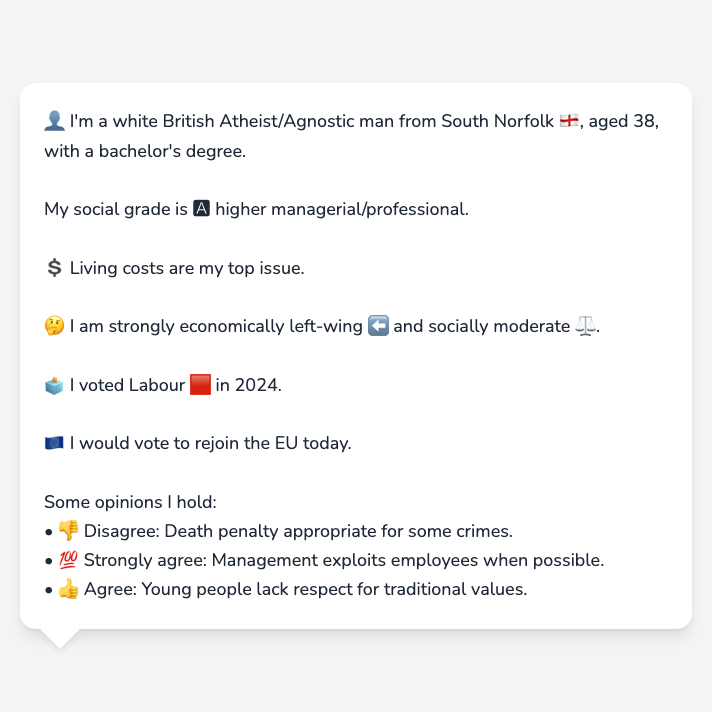 👤 I'm a white British Atheist/Agnostic man from South Norfolk 🏴󠁧󠁢󠁥󠁮󠁧󠁿, aged 38,
with a bachelor's degree.
My social grade is 🅰 higher managerial/professional.
💲 Living costs are my top issue.
🤔 I am strongly economically left-wing ⬅️ and socially moderate ⚖️.
🗳️ I voted Labour 🟥 in 2024.
🇪🇺 I would vote to rejoin the EU today.
Some opinions I hold:
• 👎 Disagree: Death penalty appropriate for some crimes.
• 💯 Strongly agree: Management exploits employees when possible.
• 👍 Agree: Young people lack respect for traditional values.